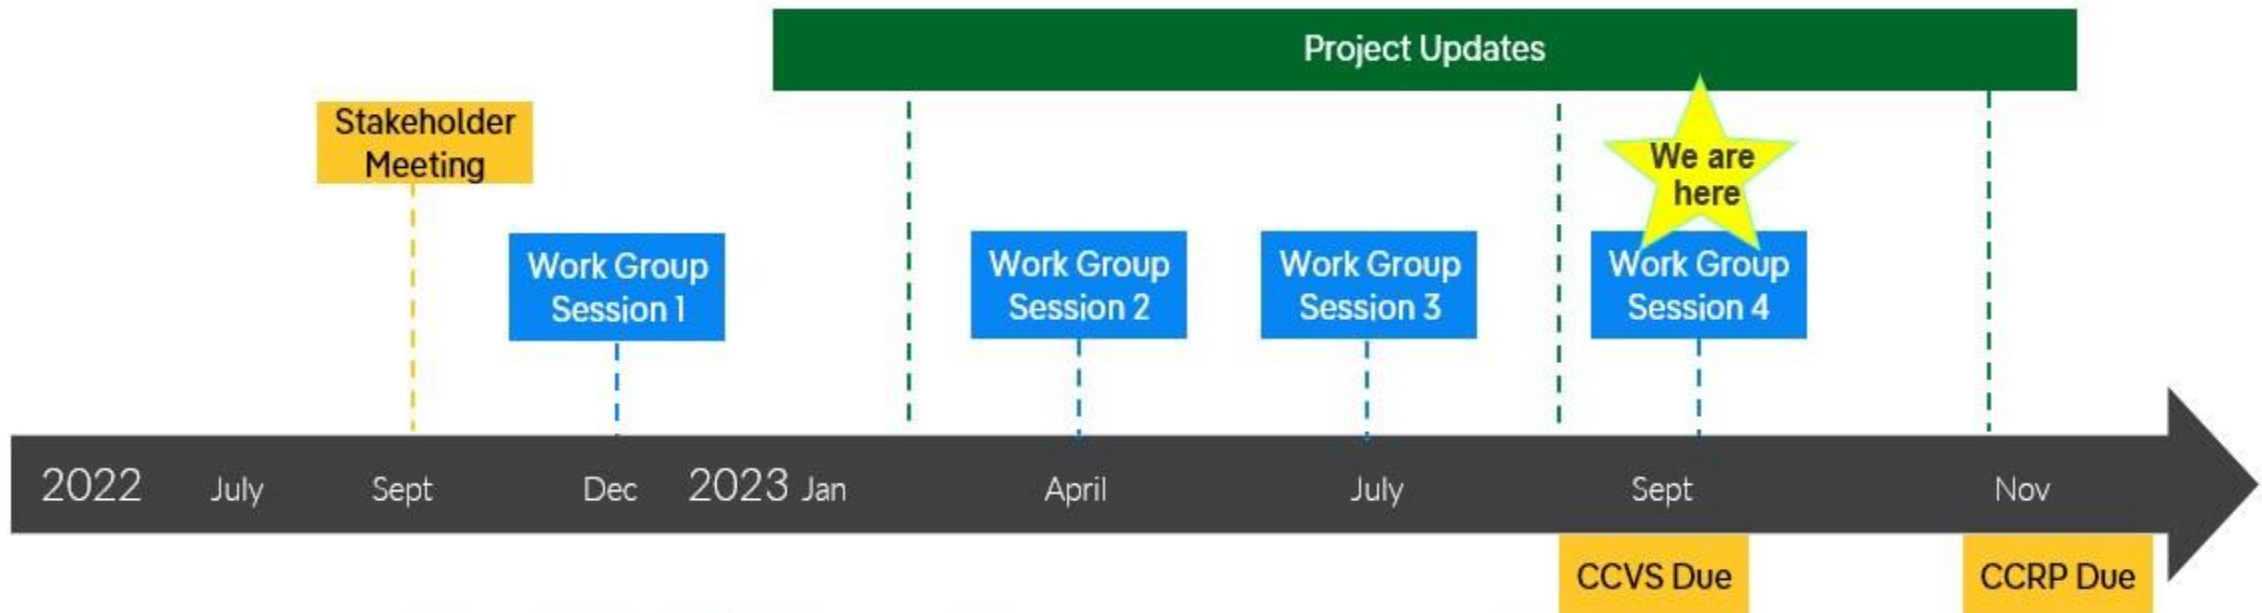 Project Updates
Stakeholder
Meeting
We are
here
Work Group
Session 1
Work Group
Session 2
Work Group
Session 3
Work Group
Session 4
2022 July Sept Dec 2023 Jan April July Sept Nov
CCVS Due
CCRP Due